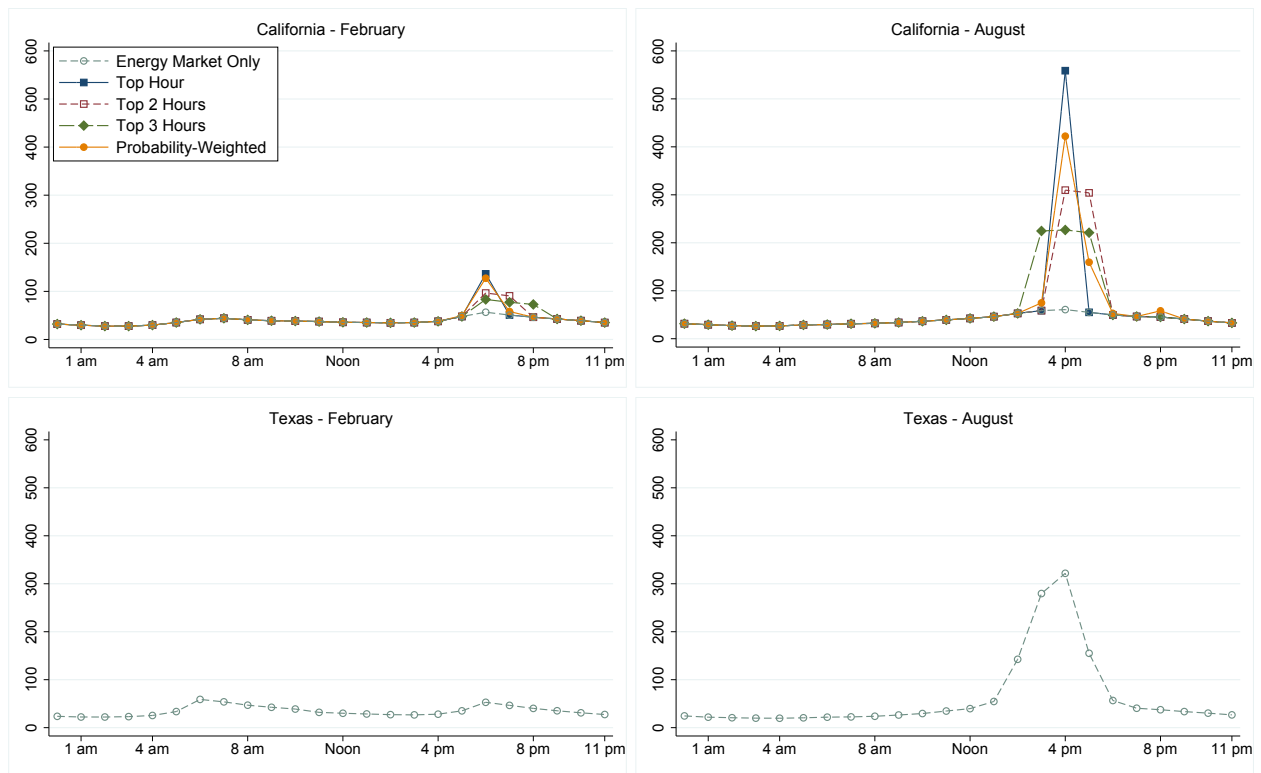 California - February
600
500
400
300
200
100
0
Energy Market Only
Top Hour
Top 2 Hours
Top 3 Hours
Probability-Weighted
1 am 4 am 8 am Noon 4 pm 8 pm 11 pm
California - August
600
500
400
300
200
100
0
1 am 4 am 8 am Noon 4 pm 8 pm 11 pm
Texas - February
600
500
400
300
200
100
0
1 am 4 am 8 am Noon 4 pm 8 pm 11 pm
Texas - August
600
500
400
300
200
100
0
1 am 4 am 8 am Noon 4 pm 8 pm 11 pm